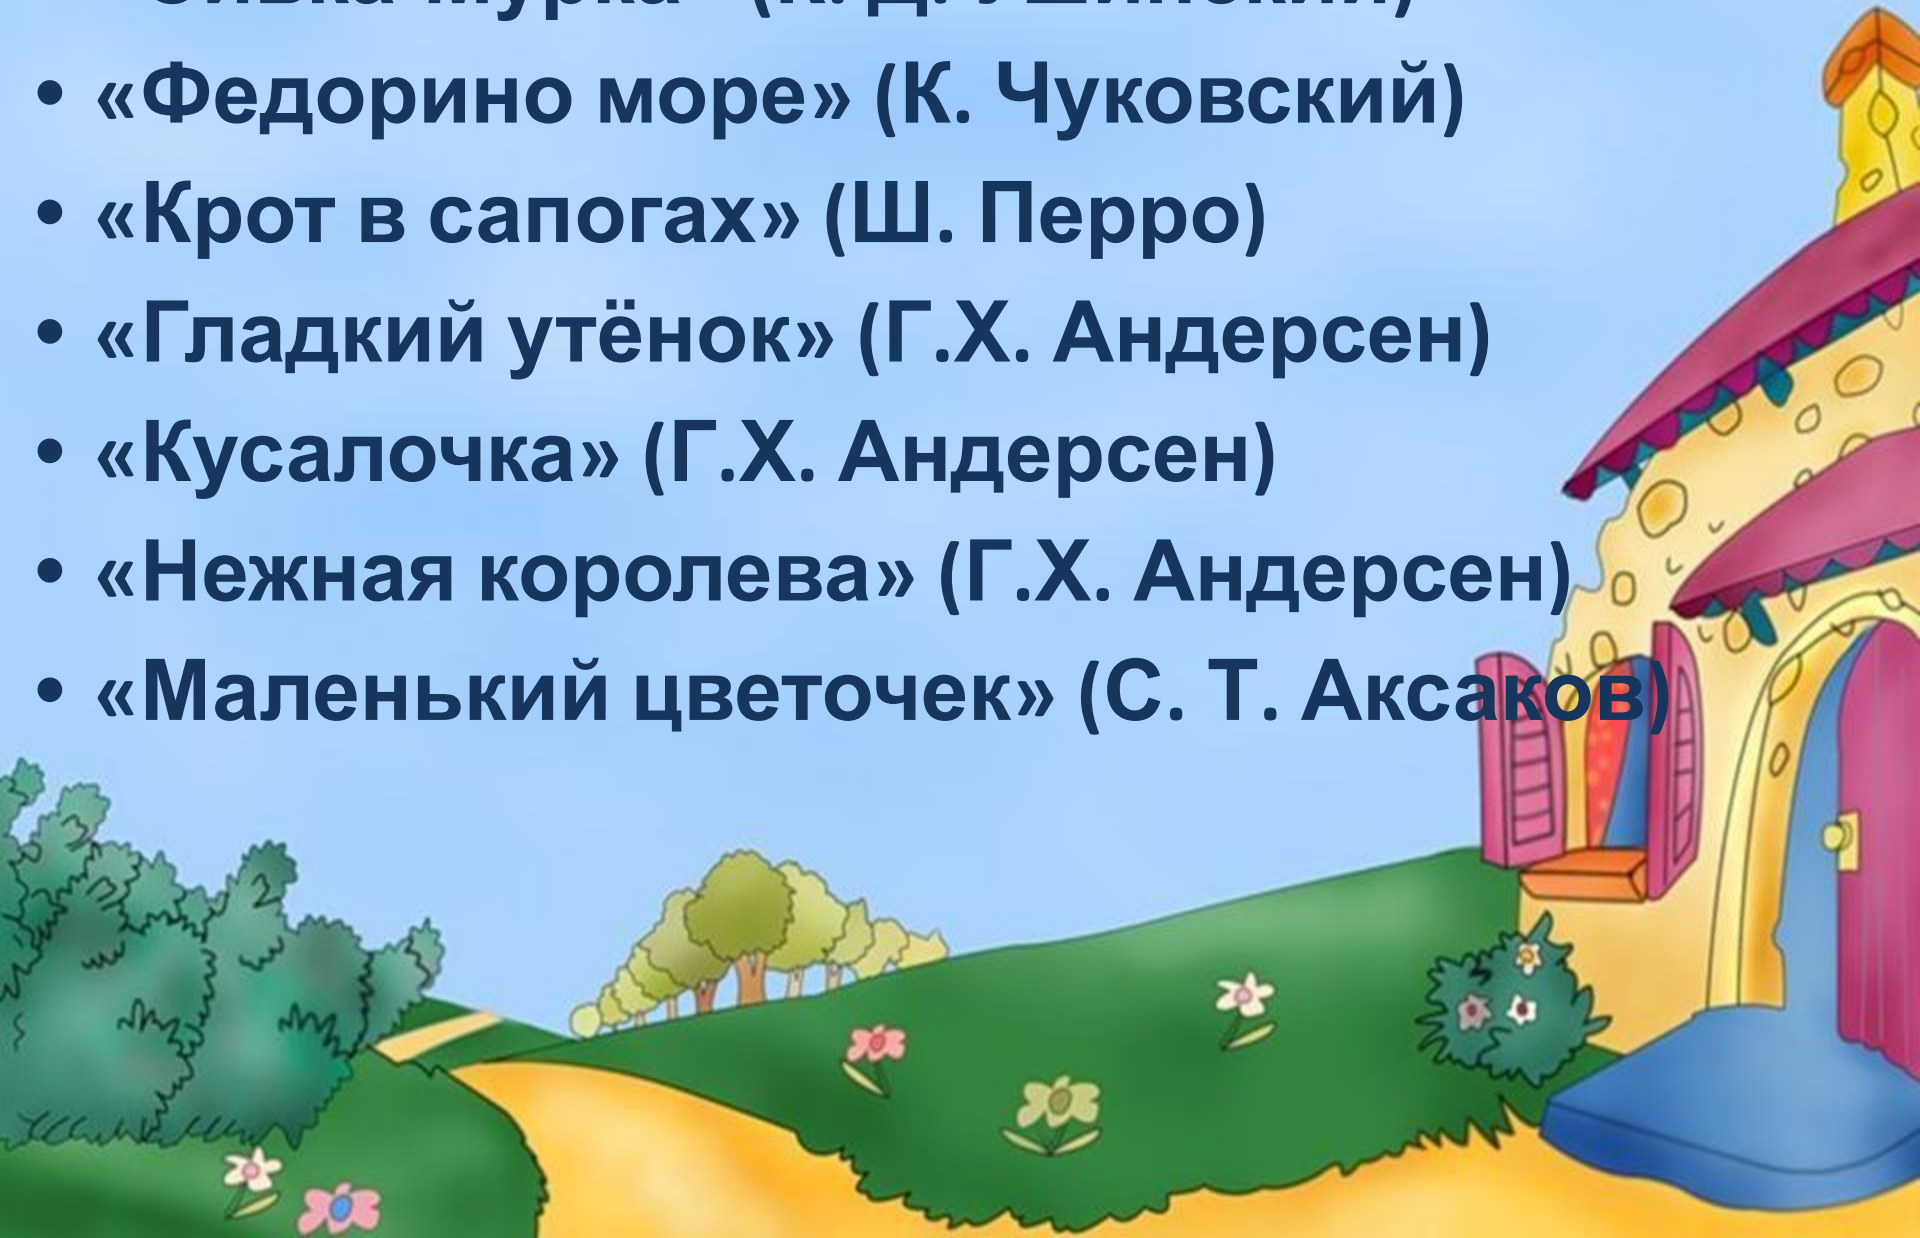 • «Федорино море» (К. Чуковский)
• «Крот в сапогах» (Ш. Перро)
• «Гладкий утёнок» (Г.Х. Андерсен)
• «Кусалочка» (Г.Х. Андерсен)
• «Нежная королева» (Г.Х. Андерсен)
• «Маленький цветочек» (С. Т. Аксаков)